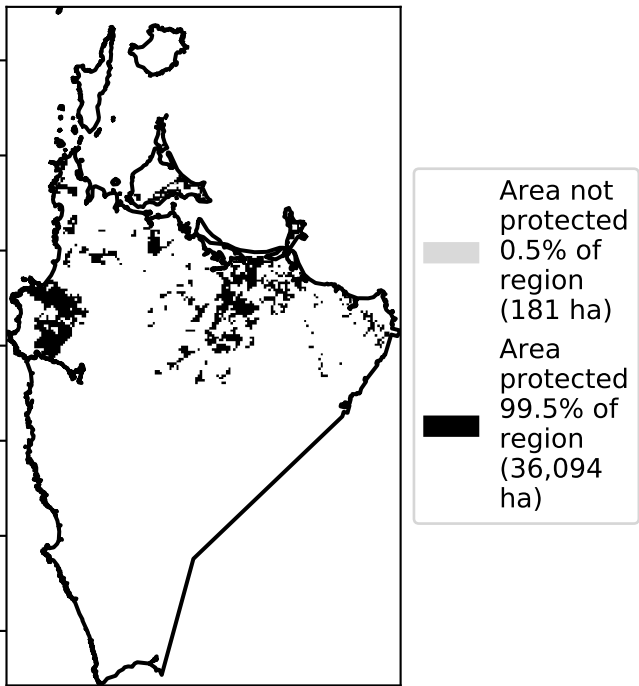 Area not
protected
0.5% of
region
(181 ha)
Area
protected
99.5% of
region
(36,094
ha)